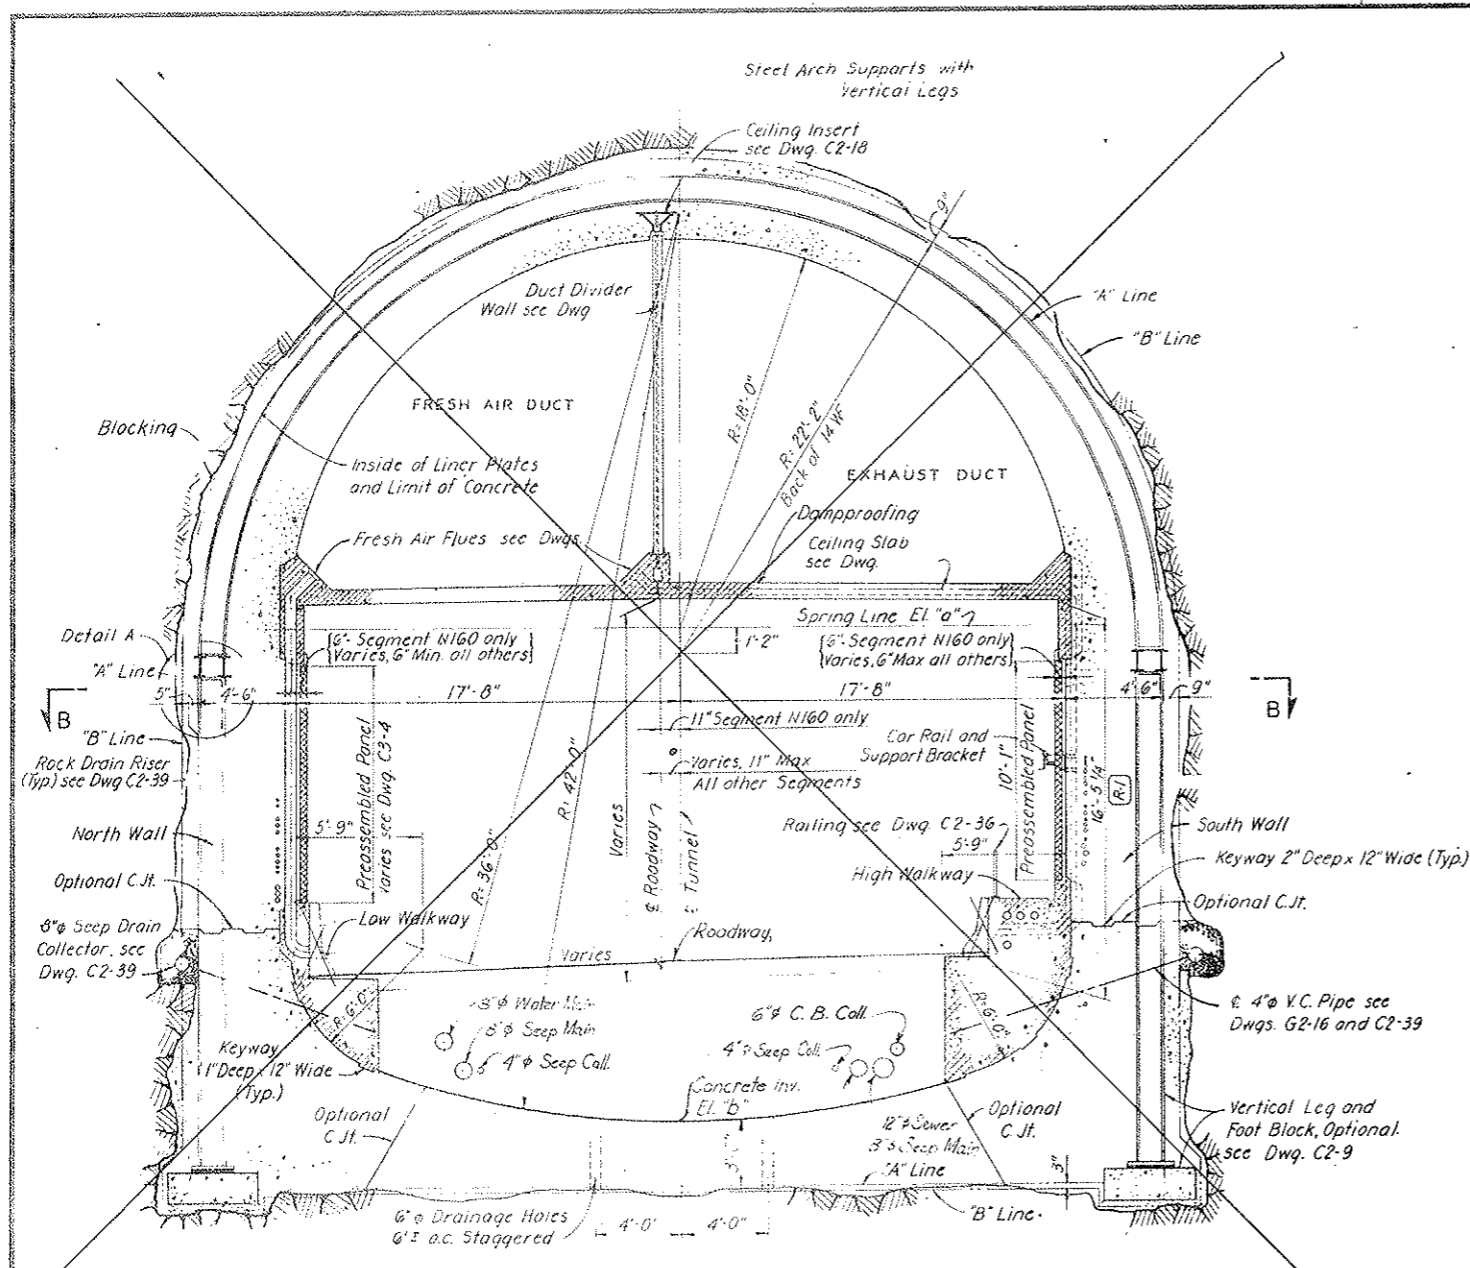 Steel Arch Supports with
Vertical Legs
Ceiling Insert
see Dwg. C2-18
9"
Duct Divider
Wall see Dwg
"A" Line
"B" Line
FRESH AIR DUCT
R=18'-0"
R=22'-2"
Back of 14 WF
Blocking
EXHAUST DUCT
Inside of Liner Plates
and Limit of Concrete
Dampproofing
Fresh Air Flues see Dwgs.
Ceiling Slab
see Dwg.
Spring Line El. "a"
Detail A
6"- Segment N160 only
Varies, 6" Min. all others
1'-2"
6"- Segment N160 only
Varies, 6" Max all others
"A" Line
5"
4'-6"
17'-8"
17'-8"
4'-6"
9"
B
B
11" Segment N160 only
"B" Line
Rock Drain Riser
(Typ.) see Dwg C2-39
Car Rail and
Support Bracket
Varies, 11" Max
All other Segments
Preassembled Panel
Varies see Dwg. C3-4
R=42'-0"
R=36'-0"
Varies
10'-1"
Preassembled Panel
16'-5 1/4"
R-1
North Wall
5'-9"
Railing see Dwg. C2-36
5'-9"
South Wall
Keyway 2" Deep x 12" Wide (Typ.)
℄ Roadway
℄ Tunnel
Optional C.Jt.
High Walkway
Optional C.Jt.
8"φ Seep Drain
Collector, see
Dwg. C2-39
Low Walkway
Roadway
Varies
R=6'-0"
R=6'-0"
8"φ Water Main
8"φ Seep Main
4"φ Seep Coll.
6"φ C. B. Coll.
4"φ Seep Coll.
℄ 4"φ V.C. Pipe see
Dwgs. G2-16 and C2-39
Keyway
1" Deep x 12" Wide
(Typ.)
Concrete inv.
El. "b"
Optional
C.Jt.
12"φ Sewer
8"φ Seep Main
Optional
C.Jt.
Vertical Leg and
Foot Block, Optional.
see Dwg. C2-9
"A" Line
3"
"B" Line
6"φ Drainage Holes
6'± o.c. Staggered
4'-0"
4'-0"